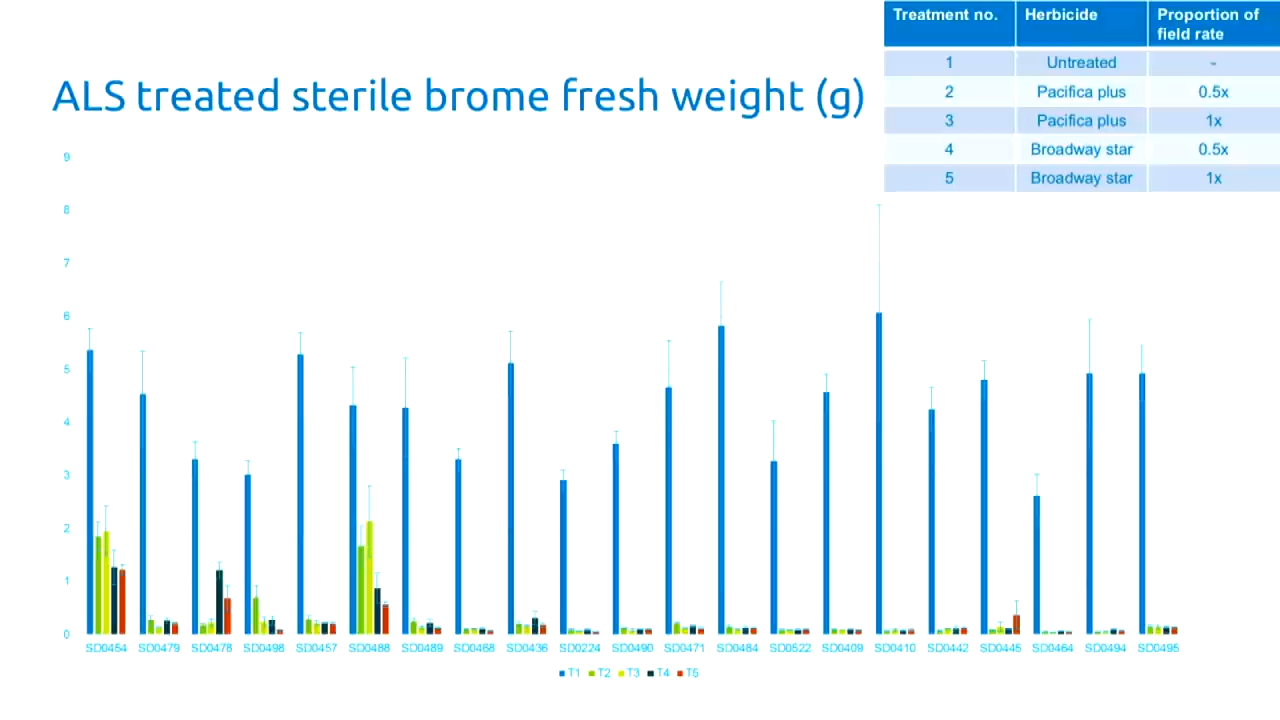 Treatment no. Herbicide Proportion of
field rate
1 Untreated -
2 Pacifica plus 0.5x
3 Pacifica plus 1x
4 Broadway star 0.5x
5 Broadway star 1x
ALS treated sterile brome fresh weight (g)
9
8
7
6
5
4
3
2
1
0
SD0454 SD0479 SD0478 SD0498 SD0457 SD0488 SD0489 SD0468 SD0436 SD0224 SD0490 SD0471 SD0484 SD0522 SD0409 SD0410 SD0442 SD0445 SD0464 SD0494 SD0495
T1 T2 T3 T4 T5